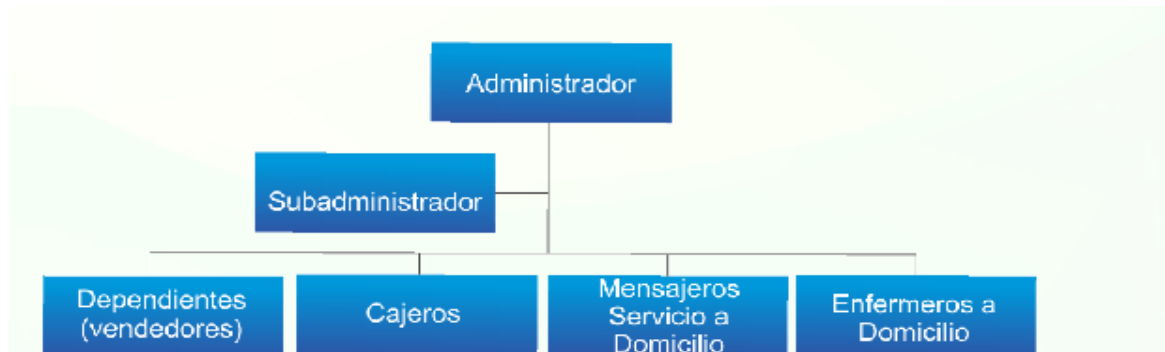 Administrador
Subadministrador
Dependientes
(vendedores)
Cajeros
Mensajeros
Servicio a
Domicilio
Enfermeros a
Domicilio